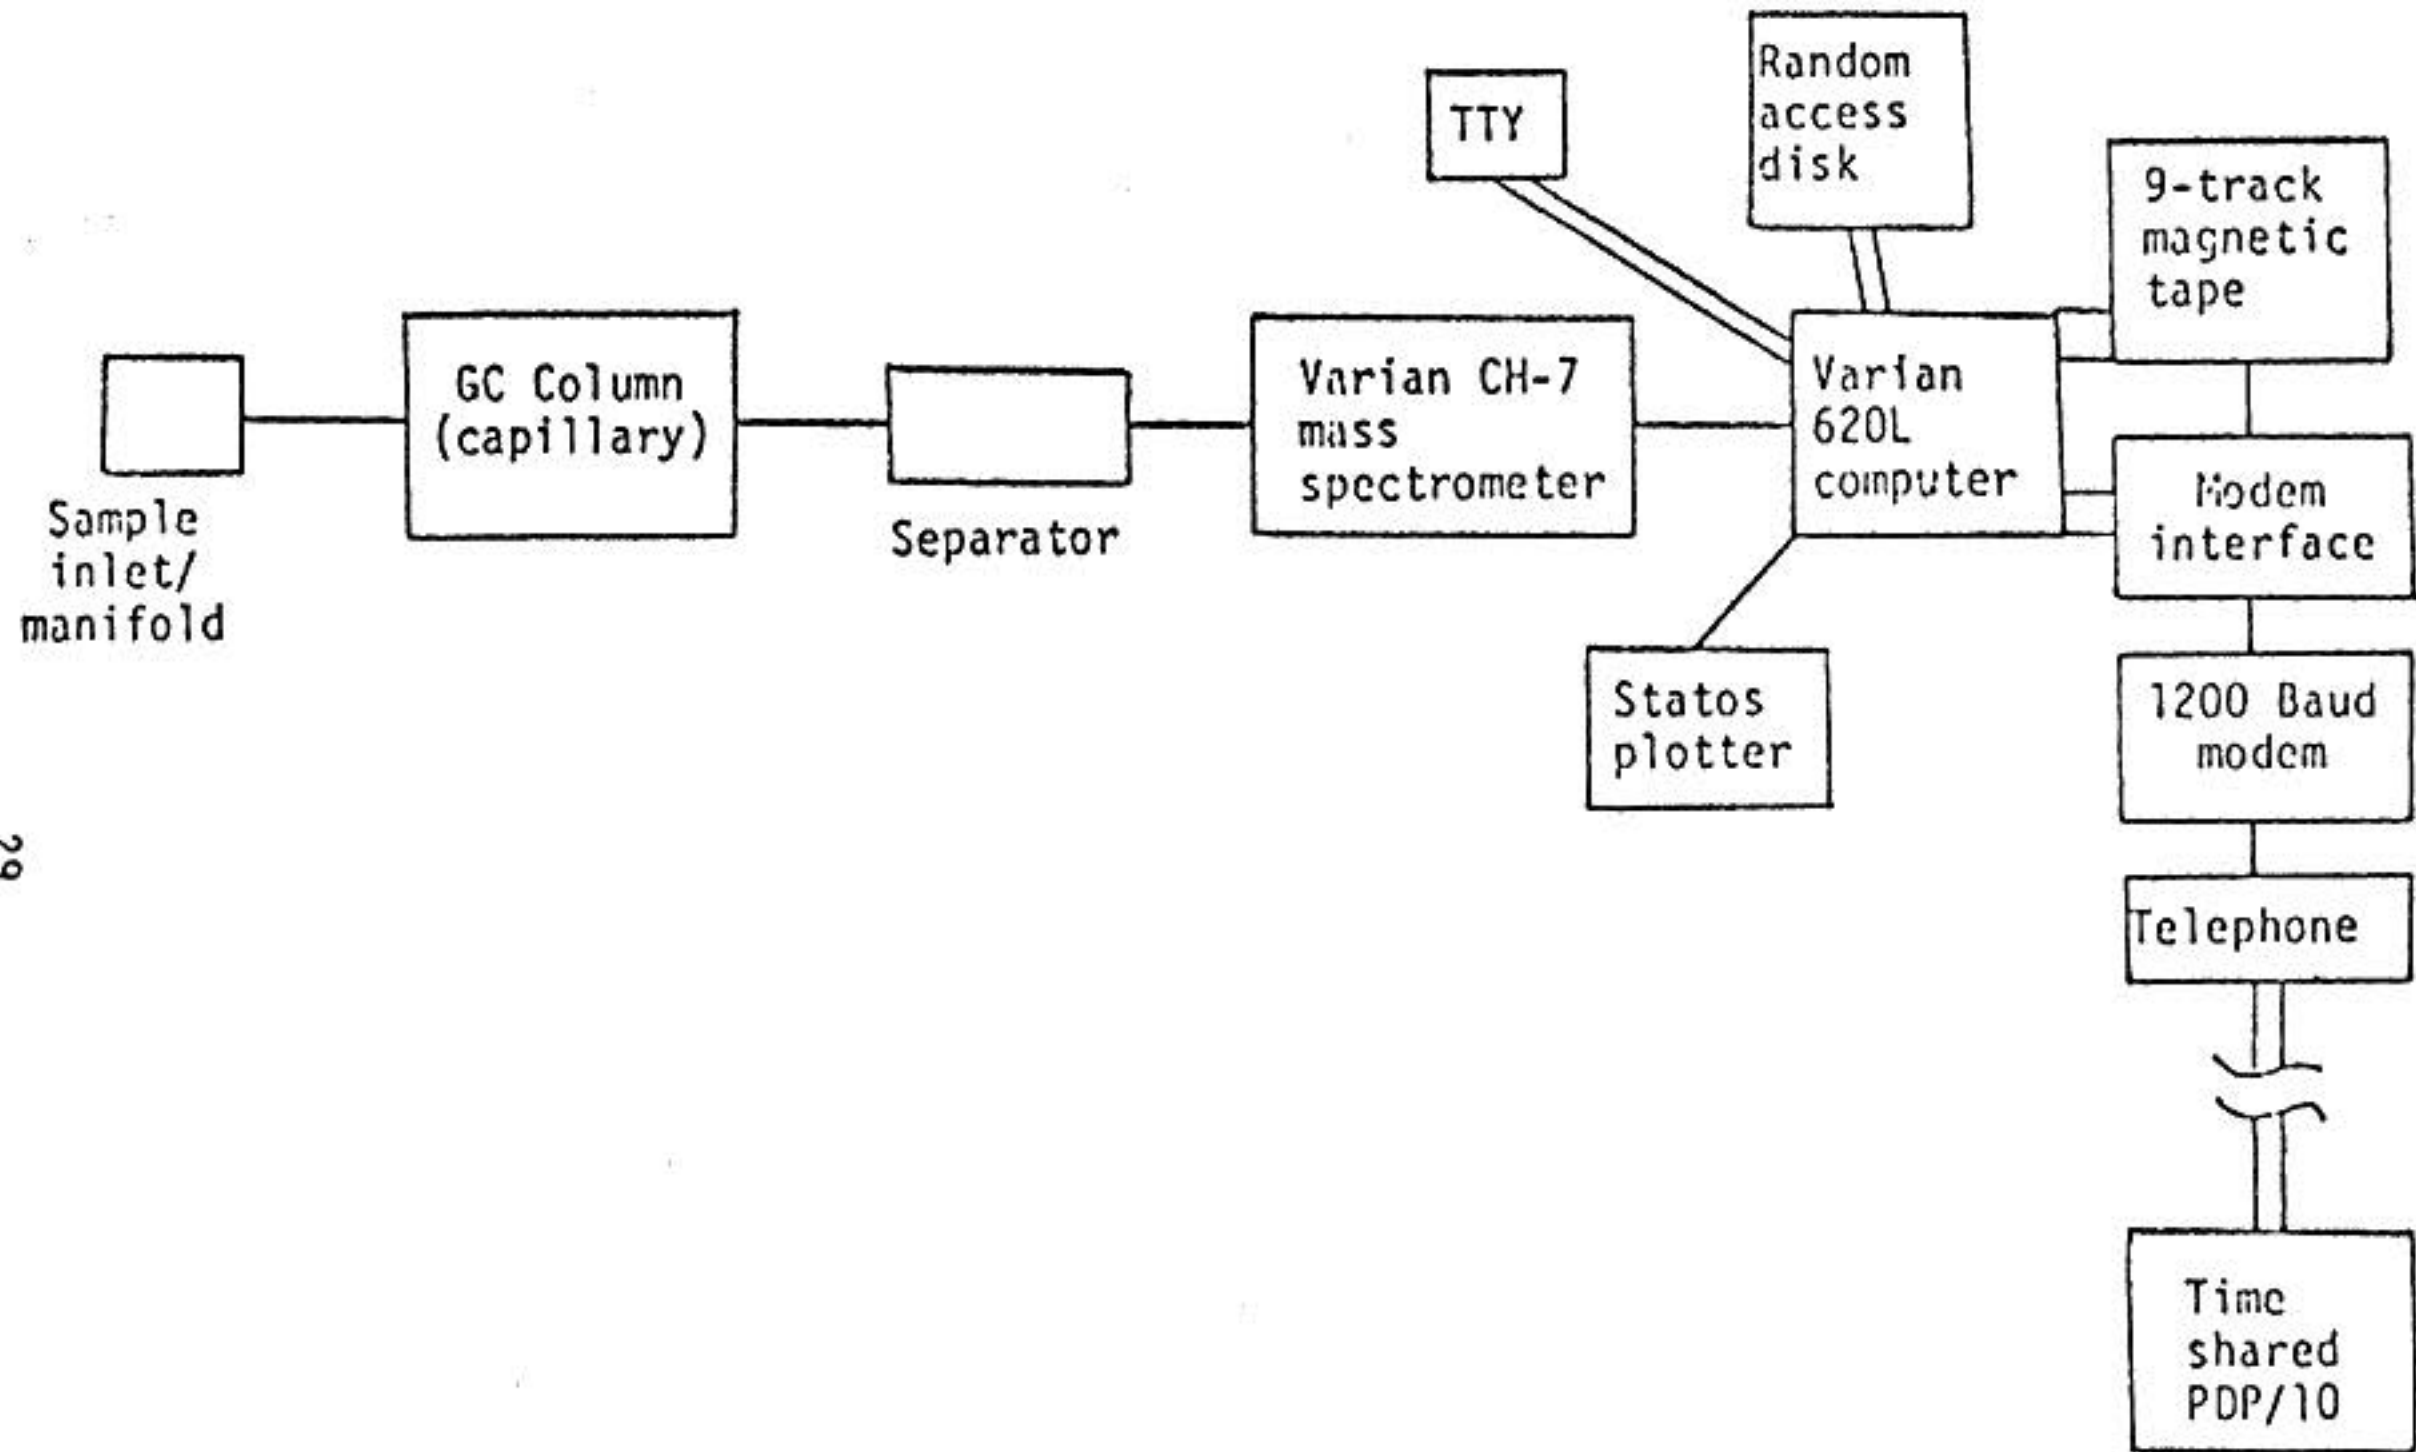 TTY
Random
access
disk
9-track
magnetic
tape
GC Column
(capillary)
Varian CH-7
mass
spectrometer
Varian
620L
computer
Modem
interface
Sample
inlet/
manifold
Separator
Statos
plotter
1200 Baud
modem
Telephone
29
Time
shared
PDP/10